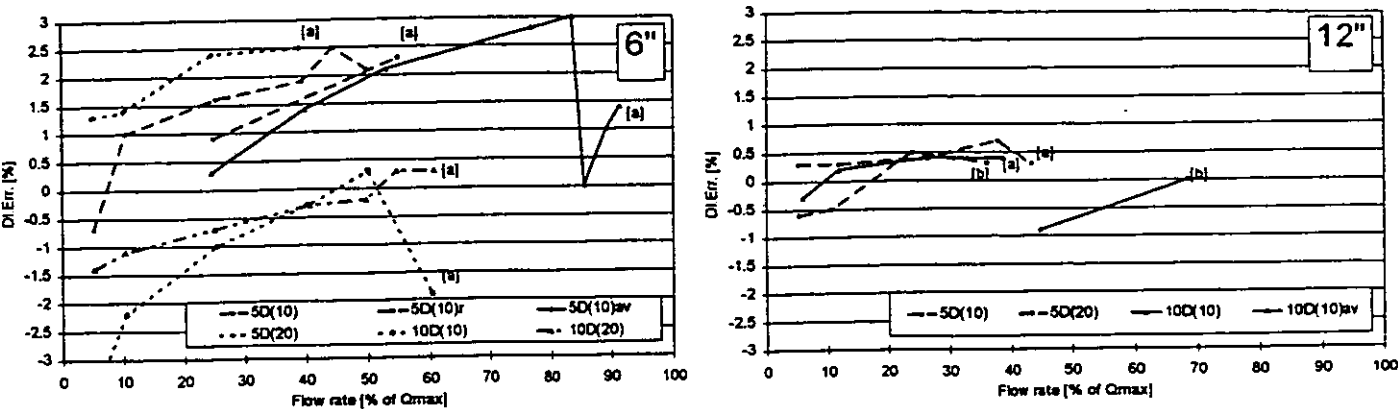 3
2.5
2
1.5
1
0.5
0
-0.5
-1
-1.5
-2
-2.5
-3
DI Err. [%]
[a]
[a]
6"
[a]
[a]
[a]
5D(10)
5D(10)r
5D(10)av
5D(20)
10D(10)
10D(20)
0 10 20 30 40 50 60 70 80 90 100
Flow rate [% of Qmax]
3
2.5
2
1.5
1
0.5
0
-0.5
-1
-1.5
-2
-2.5
-3
DI Err. [%]
12"
[a]
[b]
[a]
[b]
5D(10) 5D(20) 10D(10) 10D(10)av
0 10 20 30 40 50 60 70 80 90 100
Flow rate [% of Qmax]